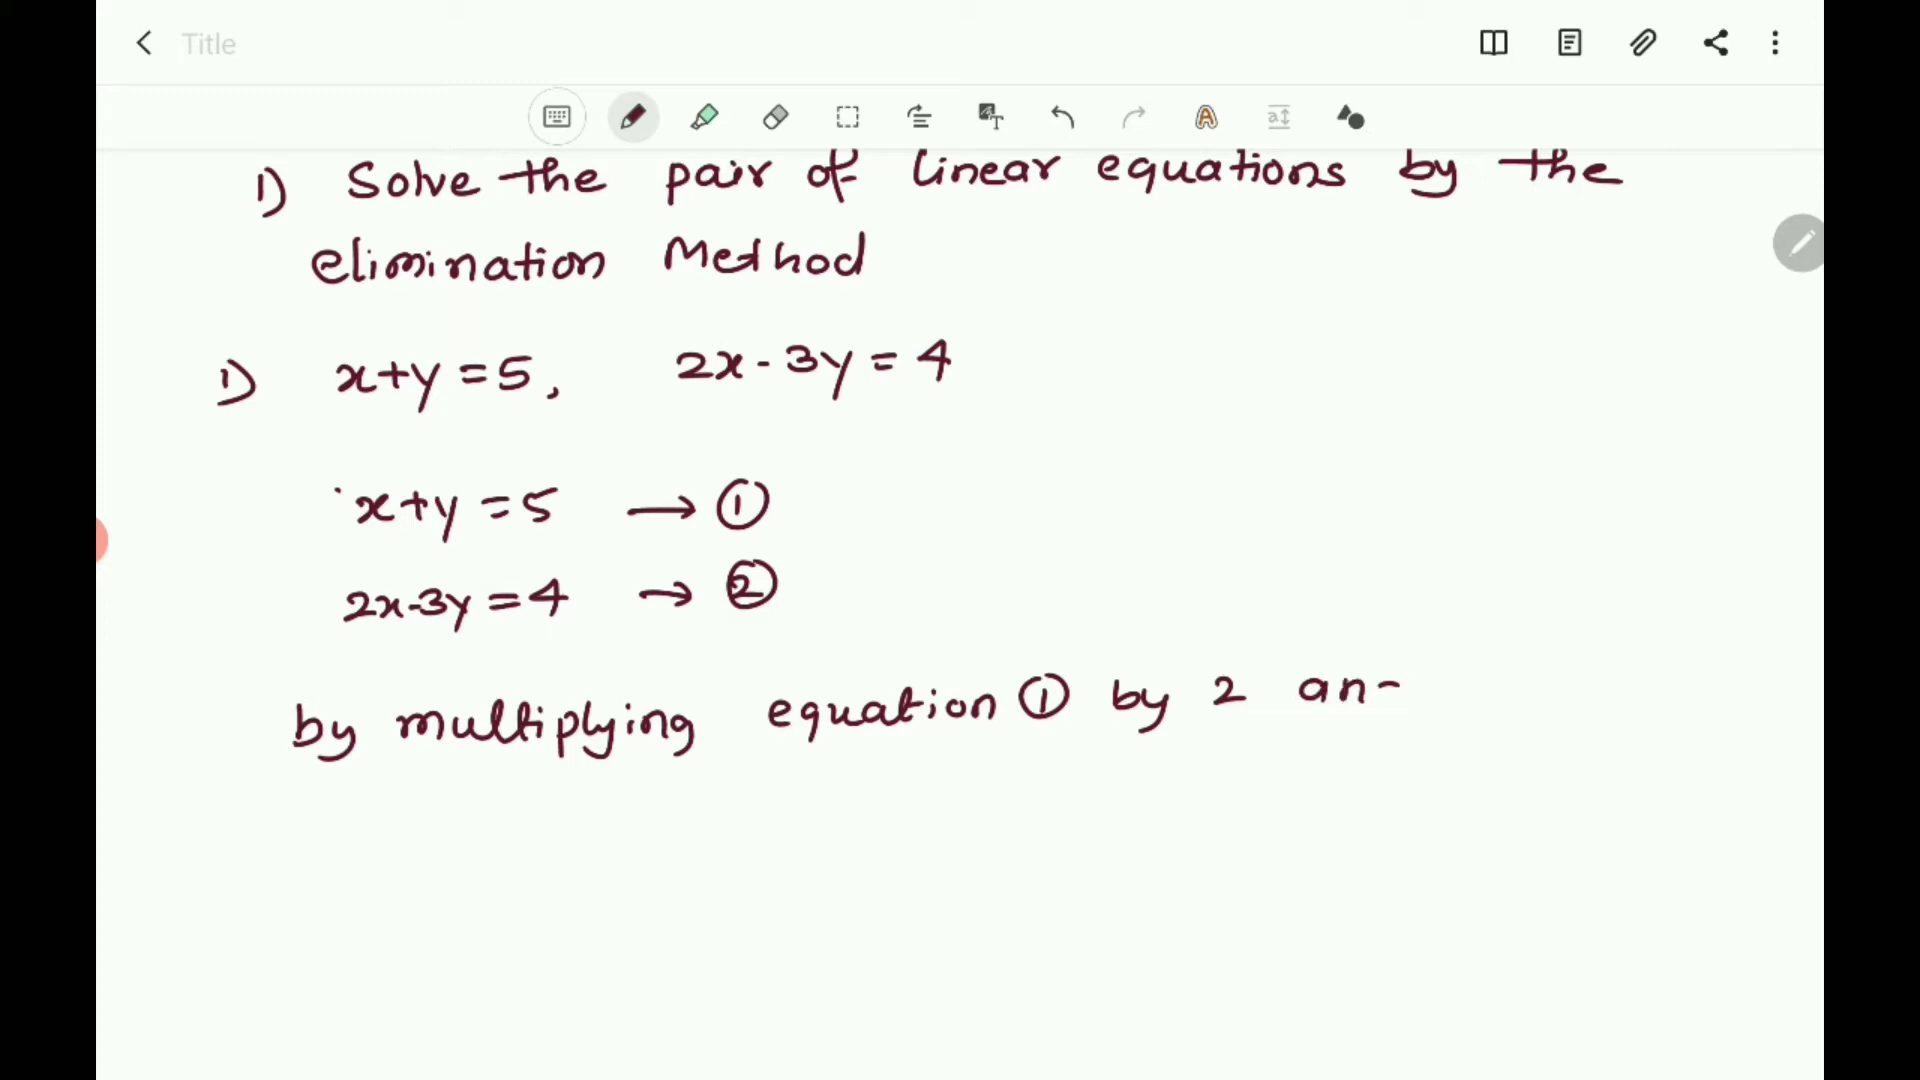 Title
1) Solve the pair of linear equations by the
elimination Method
1) x+y=5, 2x-3y=4
x+y=5 → ①
2x-3y=4 → ②
by multiplying equation ① by 2 an